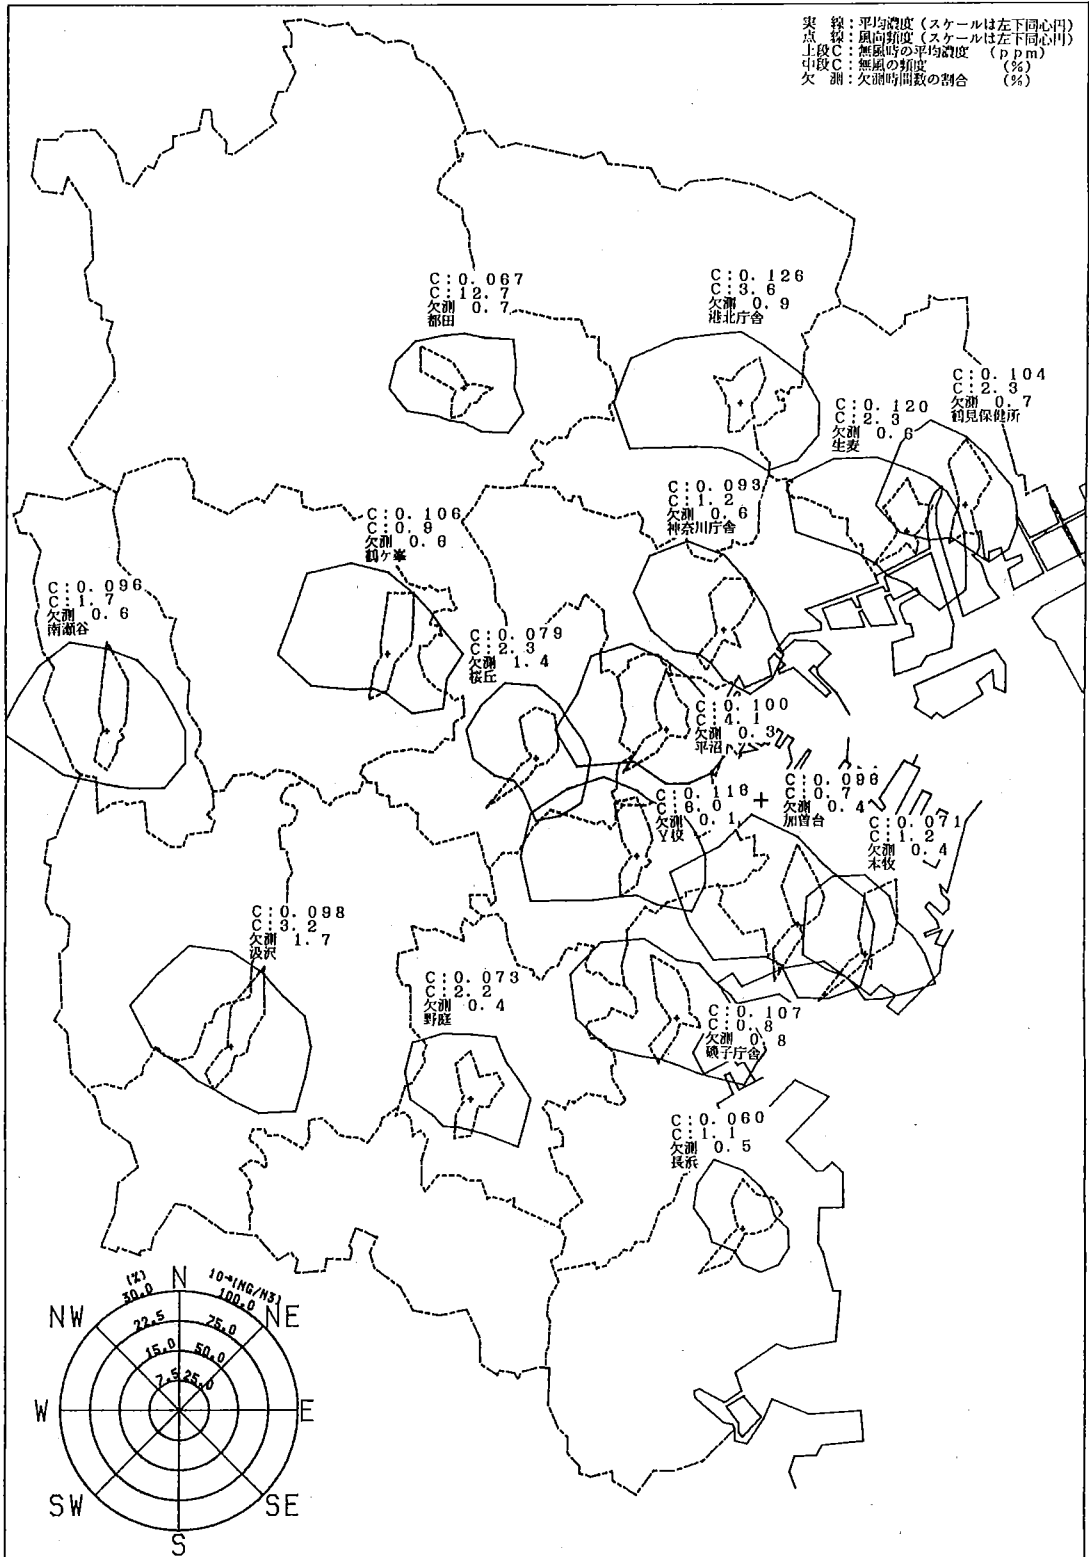 実　線：平均濃度（スケールは左下同心円）
点　線：風向頻度（スケールは左下同心円）
上段C：無風時の平均濃度　（ppm）
中段C：無風の頻度　　　　（%）
欠　測：欠測時間数の割合　（%）
C:0.067
C:12.7
欠測 0.7
都田
C:0.126
C:3.6
欠測 0.9
港北庁舎
C:0.104
C:2.3
欠測 0.7
鶴見保健所
C:0.120
C:2.3
欠測 0.6
生麦
C:0.093
C:1.2
欠測 0.6
神奈川庁舎
C:0.106
C:0.9
欠測 0.6
鶴ケ峯
C:0.096
C:1.7
欠測 0.6
南瀬谷
C:0.079
C:2.3
欠測 1.4
桜丘
C:0.100
C:4.1
欠測 0.3
平沼
C:0.116
C:6.0
欠測 0.1
Y校
C:0.096
C:0.7
欠測 0.4
加曽台
C:0.071
C:1.2
欠測 0.4
本牧
C:0.098
C:3.2
欠測 1.7
汲沢
C:0.073
C:2.2
欠測 0.4
野庭
C:0.107
C:0.8
欠測 0.8
磯子庁舎
C:0.060
C:1.1
欠測 0.5
長浜
(%) N (MG/M3)
30.0 100.0
NW NE
22.5 75.0
15.0 50.0
7.5 25.0
W E
SW SE
S